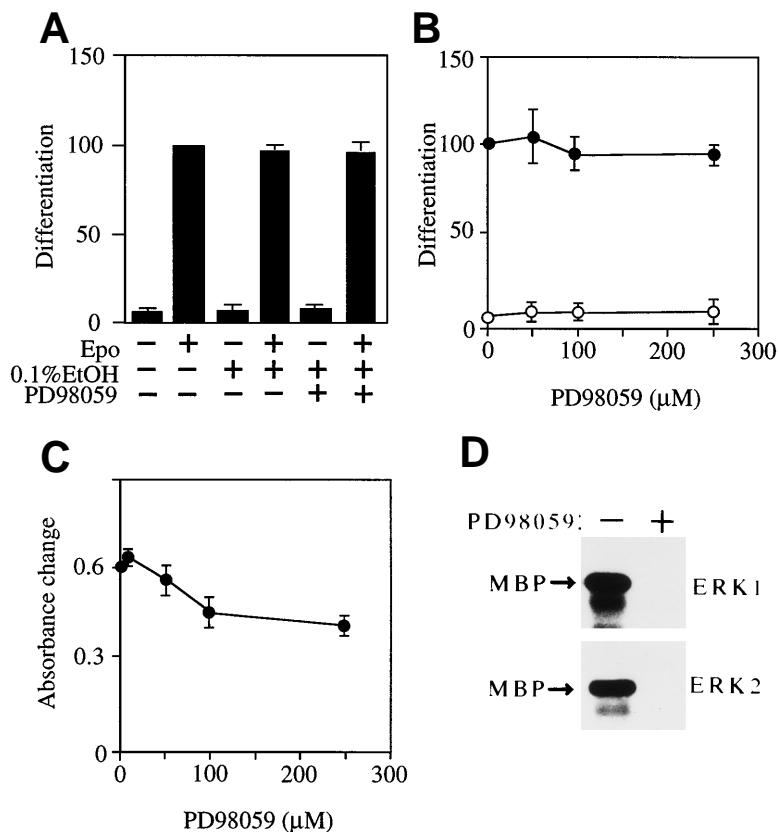 A
150
100
50
0
Differentiation
Epo − + − + − +
0.1%EtOH − − + + + +
PD98059 − − − − + +
B
150
100
50
0
Differentiation
0 100 200 300
PD98059 (μM)
C
0.6
0.3
0
Absorbance change
0 100 200 300
PD98059 (μM)
D
PD98059: − +
MBP→ ERK1
MBP→ ERK2